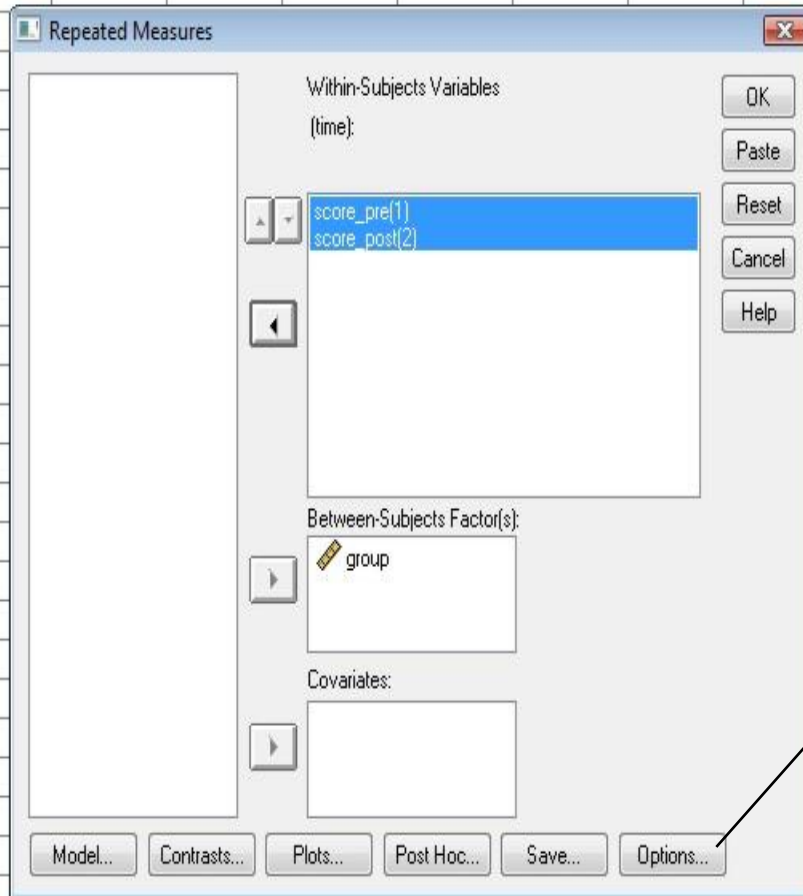 Repeated Measures
Within-Subjects Variables
(time):
score_pre(1)
score_post(2)
OK
Paste
Reset
Cancel
Help
Between-Subjects Factor(s):
group
Covariates:
Model...
Contrasts...
Plots...
Post Hoc...
Save...
Options...